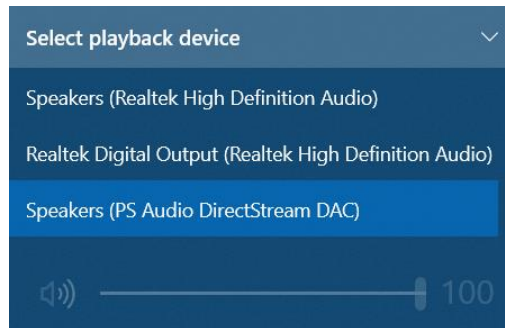 Select playback device
Speakers (Realtek High Definition Audio)
Realtek Digital Output (Realtek High Definition Audio)
Speakers (PS Audio DirectStream DAC)
100